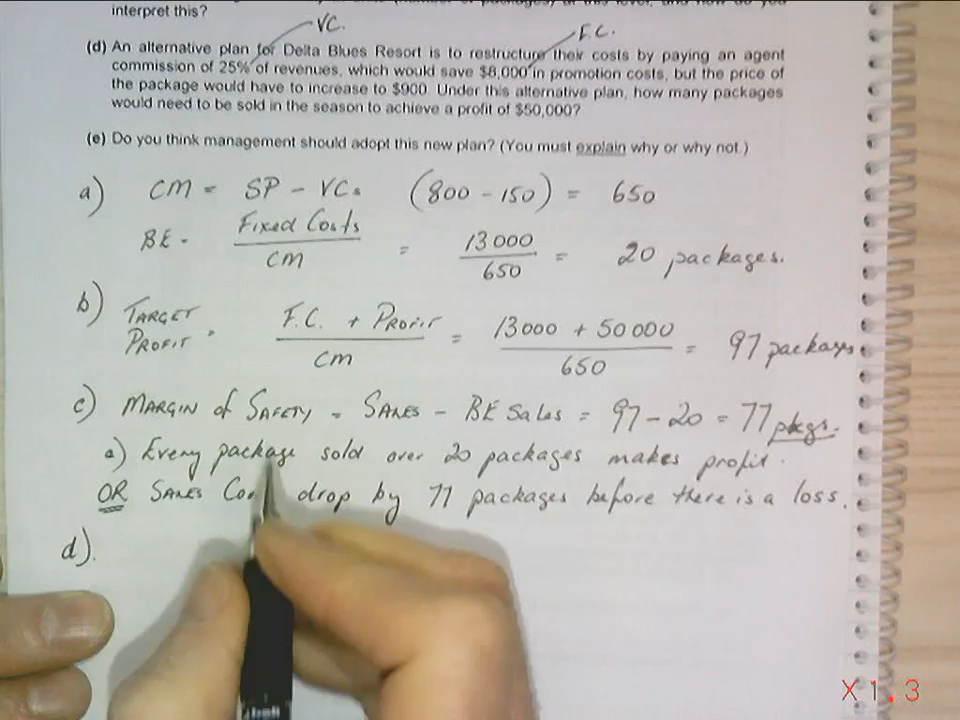 interpret this?
VC.
F.C.
(d) An alternative plan for Delta Blues Resort is to restructure their costs by paying an agent
commission of 25% of revenues, which would save $8,000 in promotion costs, but the price of
the package would have to increase to $900. Under this alternative plan, how many packages
would need to be sold in the season to achieve a profit of $50,000?
(e) Do you think management should adopt this new plan? (You must explain why or why not.)
a) CM = SP - VCs (800 - 150) = 650
BE = Fixed Costs / CM = 13 000 / 650 = 20 packages.
b) TARGET PROFIT = F.C. + PROFIT / CM = 13 000 + 50 000 / 650 = 97 packages
c) MARGIN of SAFETY = SALES - BE Sales = 97 - 20 = 77 pkgs.
a) Every package sold over 20 packages makes profit.
OR SALES drop by 77 packages before there is a loss.
d).
X1.3